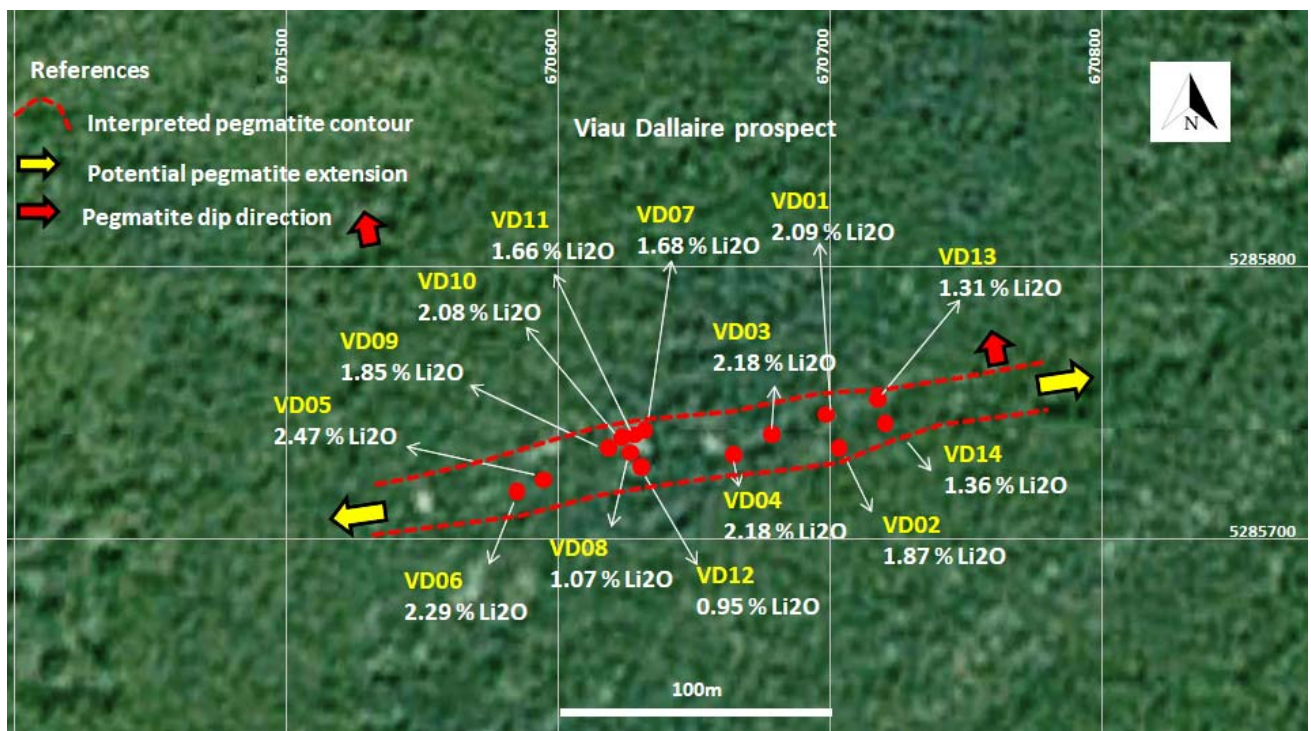 670500
670600
670700
670800
References
Interpreted pegmatite contour
Potential pegmatite extension
Pegmatite dip direction
Viau Dallaire prospect
N
VD01
2.09 % Li2O
VD11
1.66 % Li2O
VD07
1.68 % Li2O
VD13
1.31 % Li2O
5285800
VD10
2.08 % Li2O
VD03
2.18 % Li2O
VD09
1.85 % Li2O
VD05
2.47 % Li2O
VD14
1.36 % Li2O
VD04
2.18 % Li2O
VD02
1.87 % Li2O
5285700
VD08
1.07 % Li2O
VD06
2.29 % Li2O
VD12
0.95 % Li2O
100m